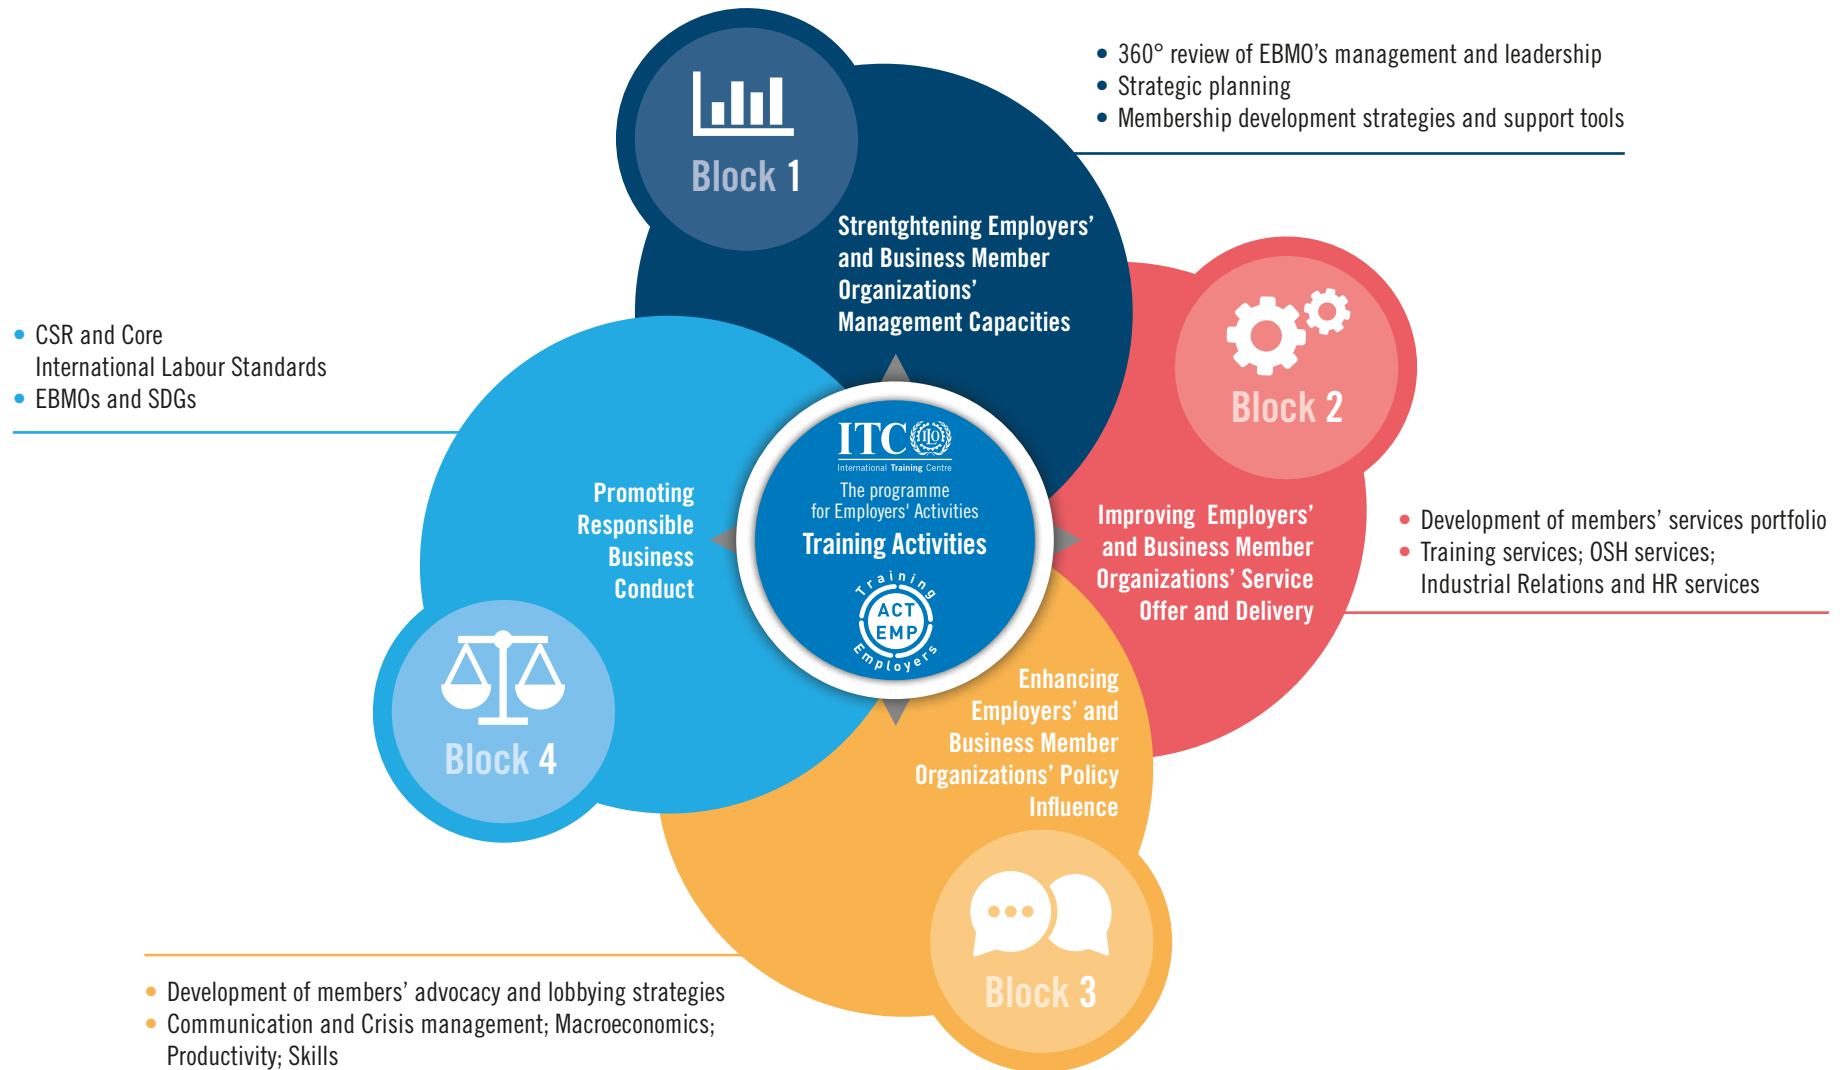 Block 1
Strentghtening Employers’
and Business Member
Organizations’
Management Capacities
• 360° review of EBMO’s management and leadership
• Strategic planning
• Membership development strategies and support tools
Block 2
Improving Employers’
and Business Member
Organizations’ Service
Offer and Delivery
• Development of members’ services portfolio
• Training services; OSH services;
Industrial Relations and HR services
ITC ILO
International Training Centre
The programme
for Employers' Activities
Training Activities
Training
ACT
EMP
Employers
Enhancing
Employers’ and
Business Member
Organizations’ Policy
Influence
Block 3
• Development of members’ advocacy and lobbying strategies
• Communication and Crisis management; Macroeconomics;
Productivity; Skills
Promoting
Responsible
Business
Conduct
Block 4
• CSR and Core
International Labour Standards
• EBMOs and SDGs